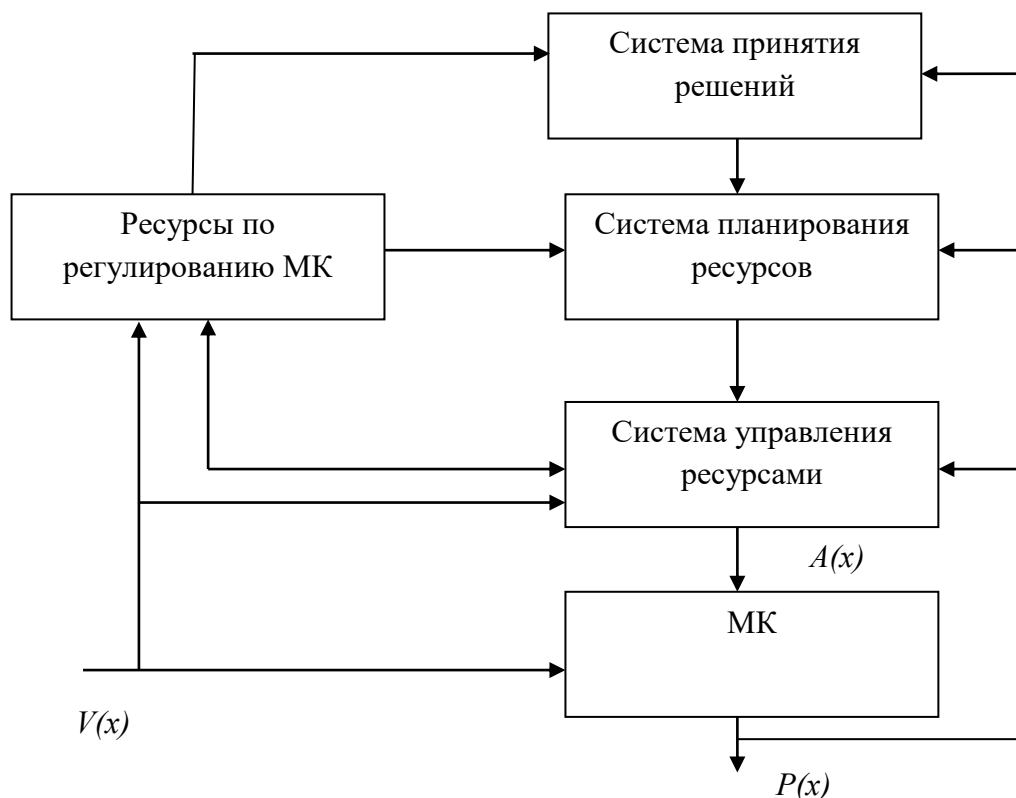 Система принятия
решений
Ресурсы по
регулированию МК
Система планирования
ресурсов
Система управления
ресурсами
A(x)
МК
V(x)
P(x)